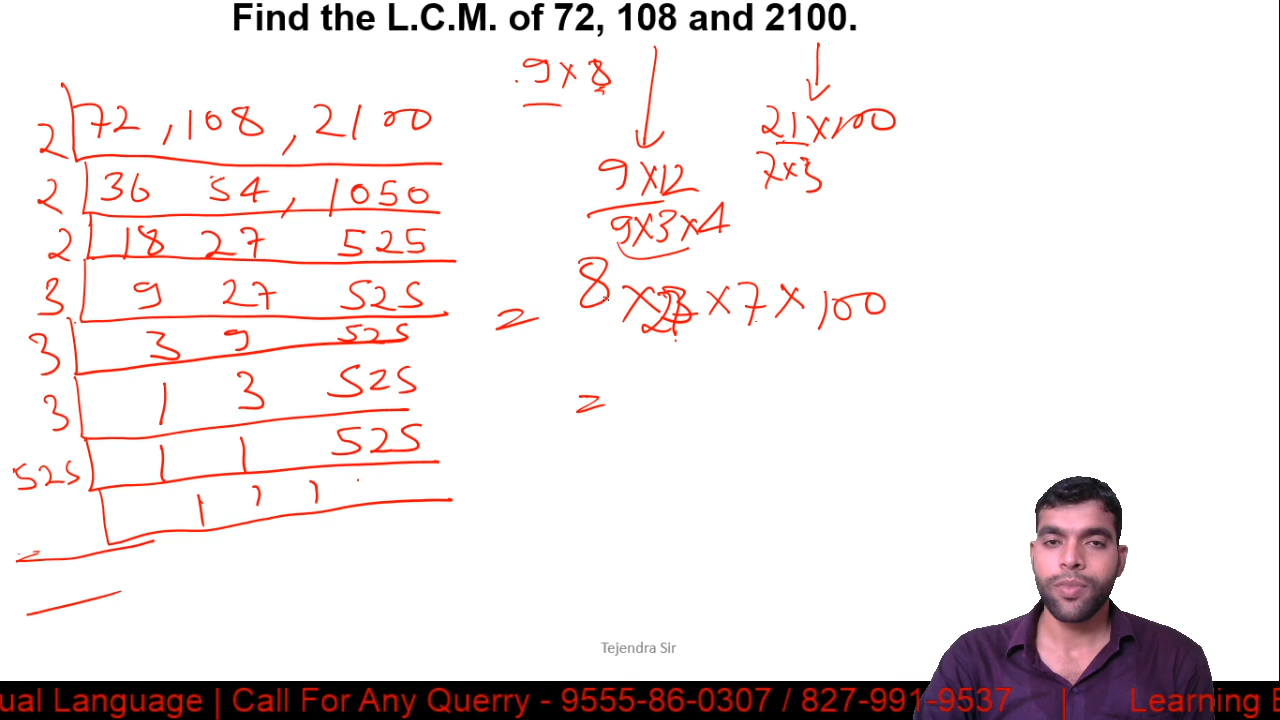 Find the L.C.M. of 72, 108 and 2100.
9 x 8
2 72, 108, 2100
21 x 100
7 x 3
2 36 54, 1050
9 x 12
9 x 3 x 4
2 18 27 525
3 9 27 525
= 8 x 27 x 7 x 100
3 3 9 525
3 1 3 525
=
525 1 1 525
1 1 1
=
Tejendra Sir
ual Language | Call For Any Querry - 9555-86-0307 / 827-991-9537 | Learning